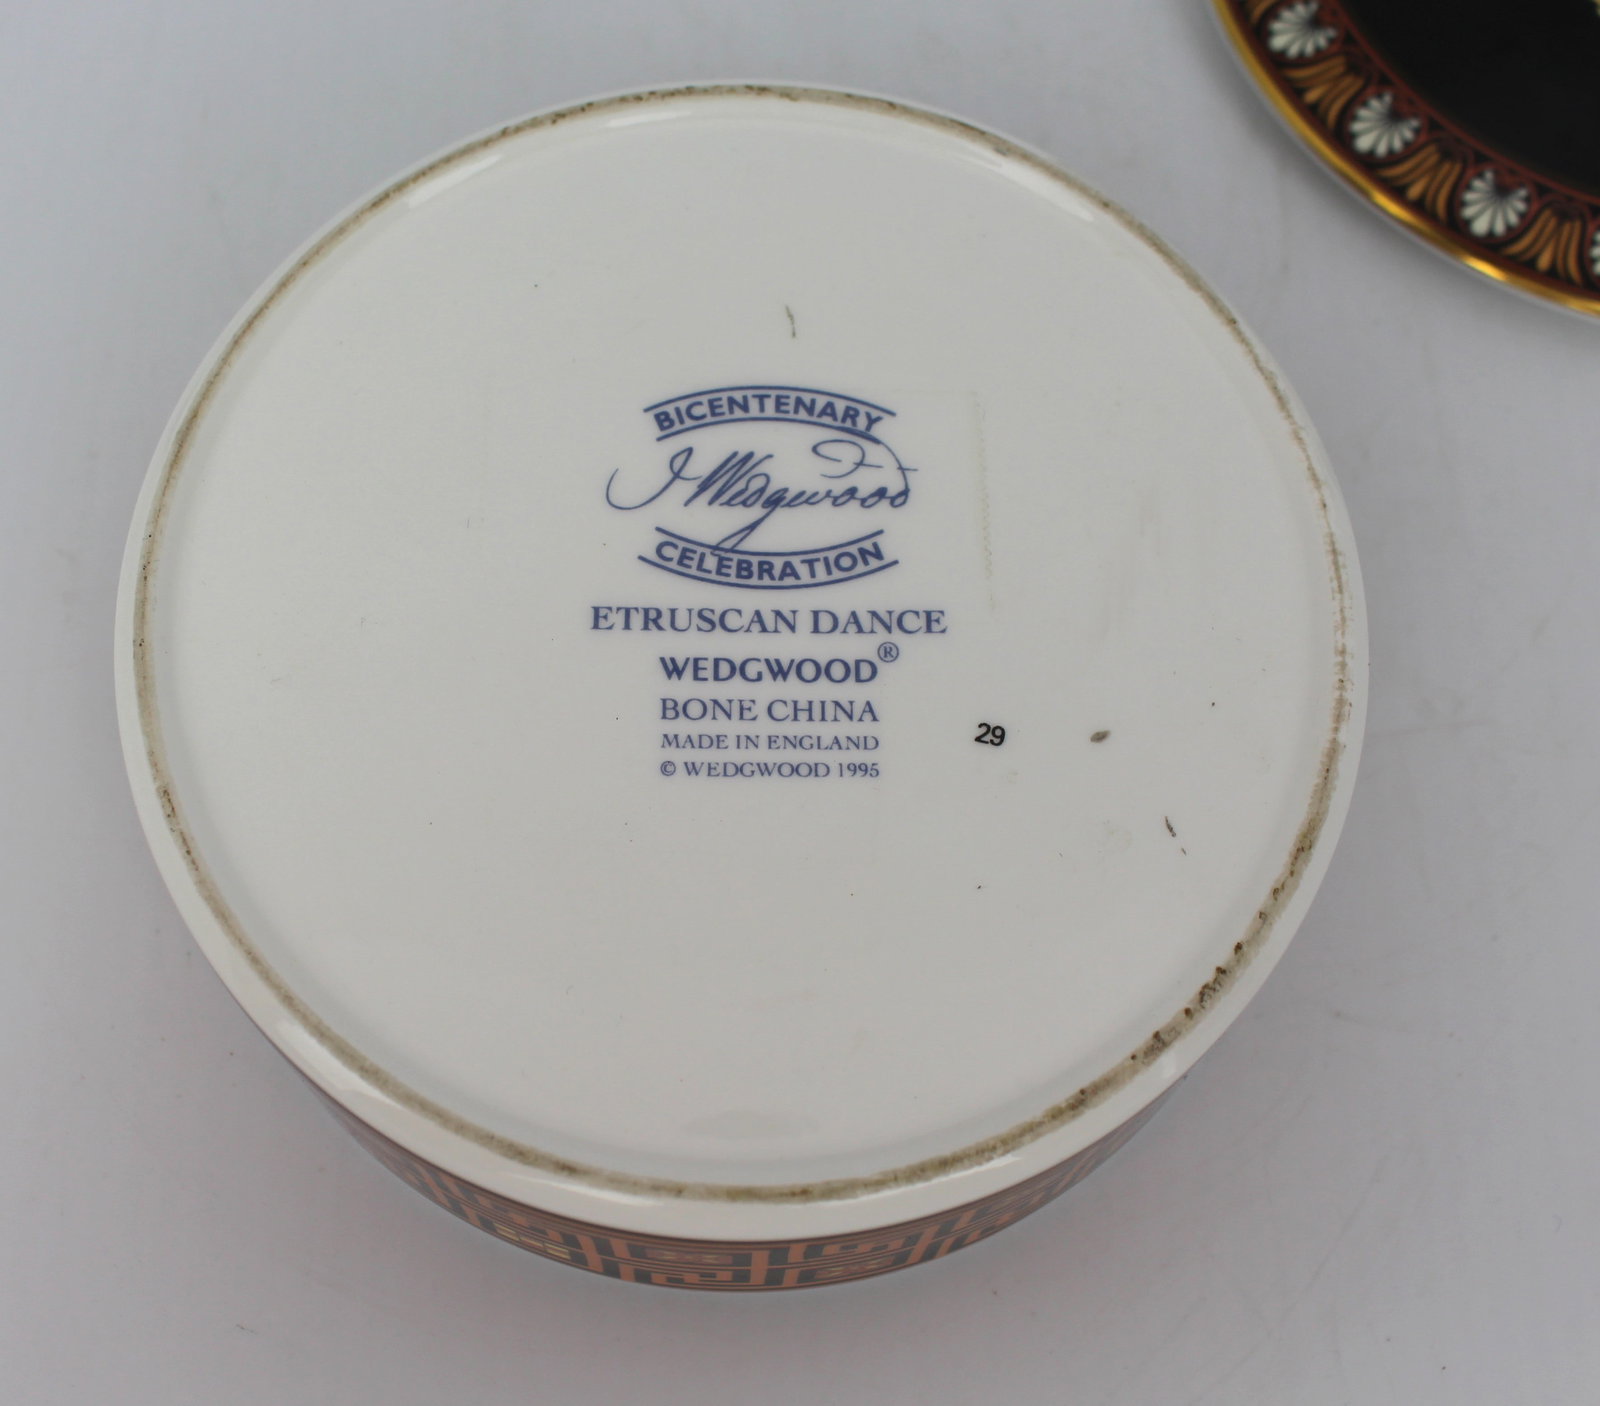 BICENTENARY
J Wedgwood
CELEBRATION
ETRUSCAN DANCE
WEDGWOOD®
BONE CHINA
MADE IN ENGLAND
© WEDGWOOD 1995
29